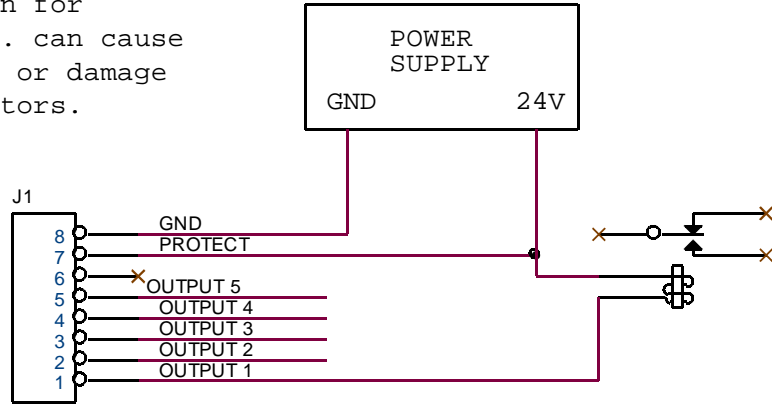 . can cause
or damage
tors.
POWER
SUPPLY
GND 24V
J1
8 GND
7 PROTECT
6
5 OUTPUT 5
4 OUTPUT 4
3 OUTPUT 3
2 OUTPUT 2
1 OUTPUT 1